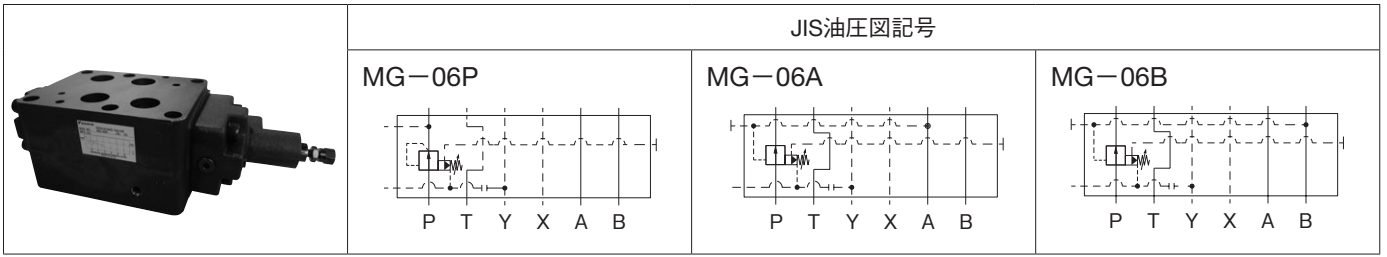 JIS油圧図記号
MG－06P
P T Y X A B
MG－06A
P T Y X A B
MG－06B
P T Y X A B